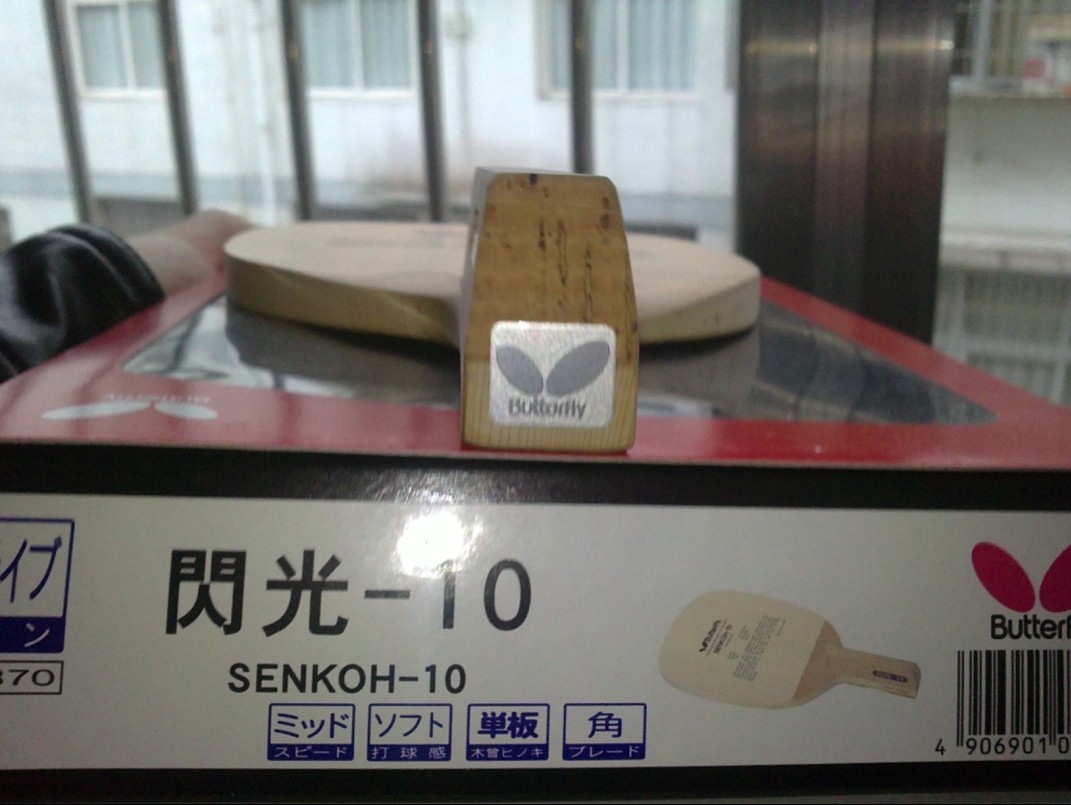 Butterfly
Butterfly
イブ
ン
370
閃光-10
SENKOH-10
ミッド
スピード
ソフト
打球感
単板
木曽ヒノキ
角
ブレード
Butterf
4 906901 0